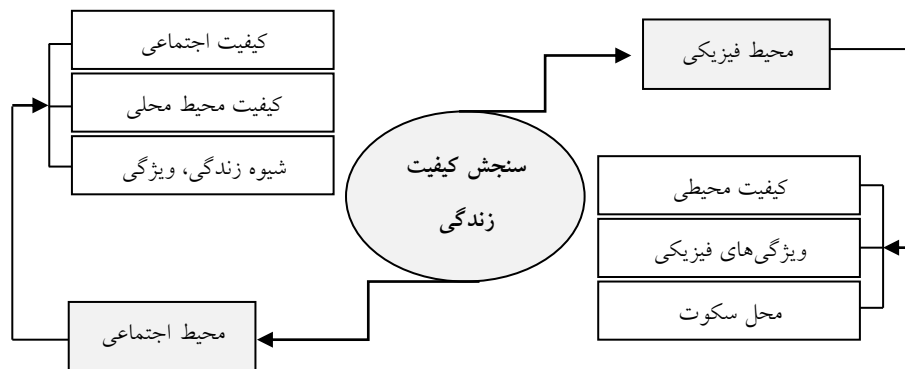 محیط فیزیکی
کیفیت اجتماعی
کیفیت محیط محلی
شیوه زندگی، ویژگی
سنجش کیفیت
زندگی
کیفیت محیطی
ویژگی‌های فیزیکی
محل سکوت
محیط اجتماعی